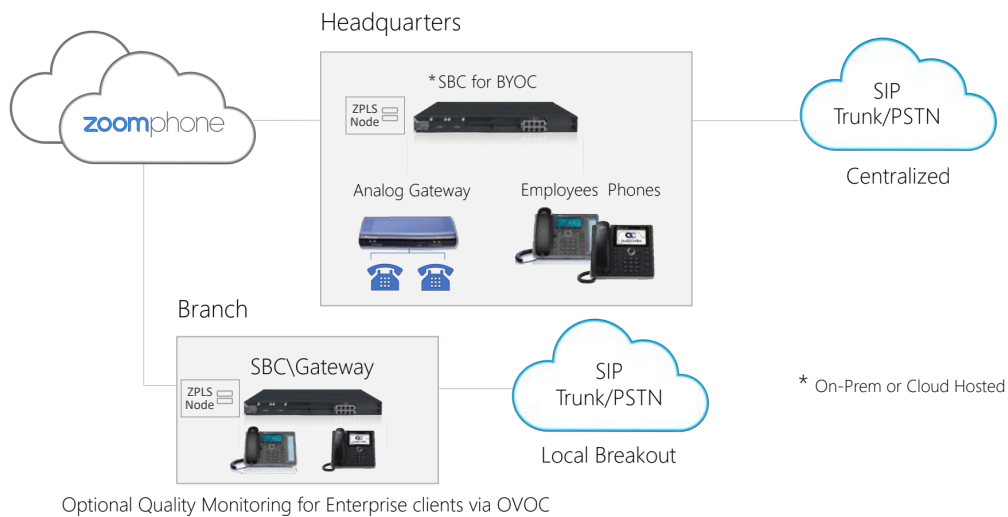 Headquarters
zoomphone
* SBC for BYOC
ZPLS
Node
SIP
Trunk/PSTN
Centralized
Analog Gateway
Employees Phones
Branch
SBC\Gateway
ZPLS
Node
SIP
Trunk/PSTN
Local Breakout
* On-Prem or Cloud Hosted
Optional Quality Monitoring for Enterprise clients via OVOC